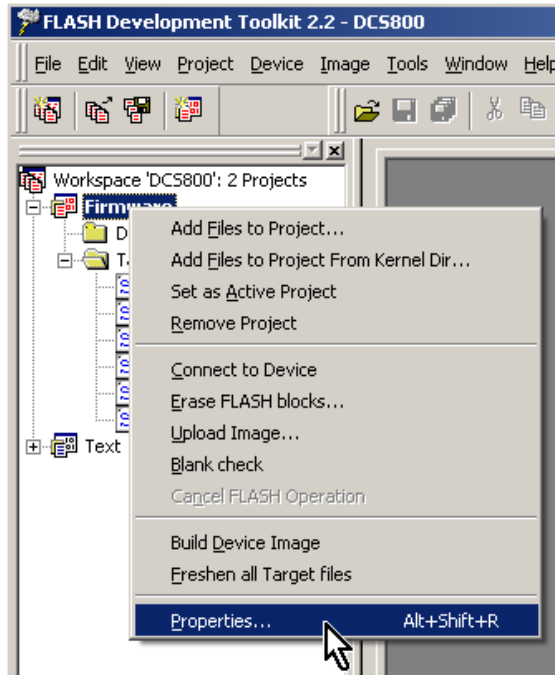 FLASH Development Toolkit 2.2 - DCS800
File Edit View Project Device Image Tools Window Help
Workspace 'DCS800': 2 Projects
Firmware
Add Files to Project...
Add Files to Project From Kernel Dir...
Set as Active Project
Remove Project
Connect to Device
Erase FLASH blocks...
Upload Image...
Blank check
Cancel FLASH Operation
Build Device Image
Freshen all Target files
Properties... Alt+Shift+R
Text